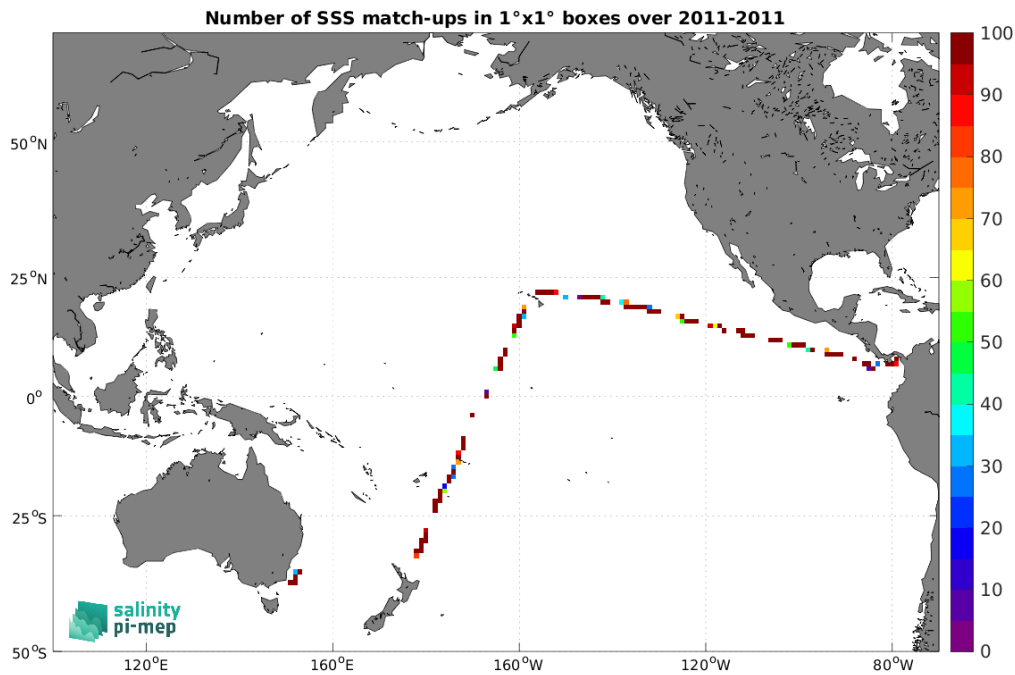 Number of SSS match-ups in 1°x1° boxes over 2011-2011
50°N
25°N
0°
25°S
50°S
120°E
160°E
160°W
120°W
80°W
100
90
80
70
60
50
40
30
20
10
0
salinity
pi-mep